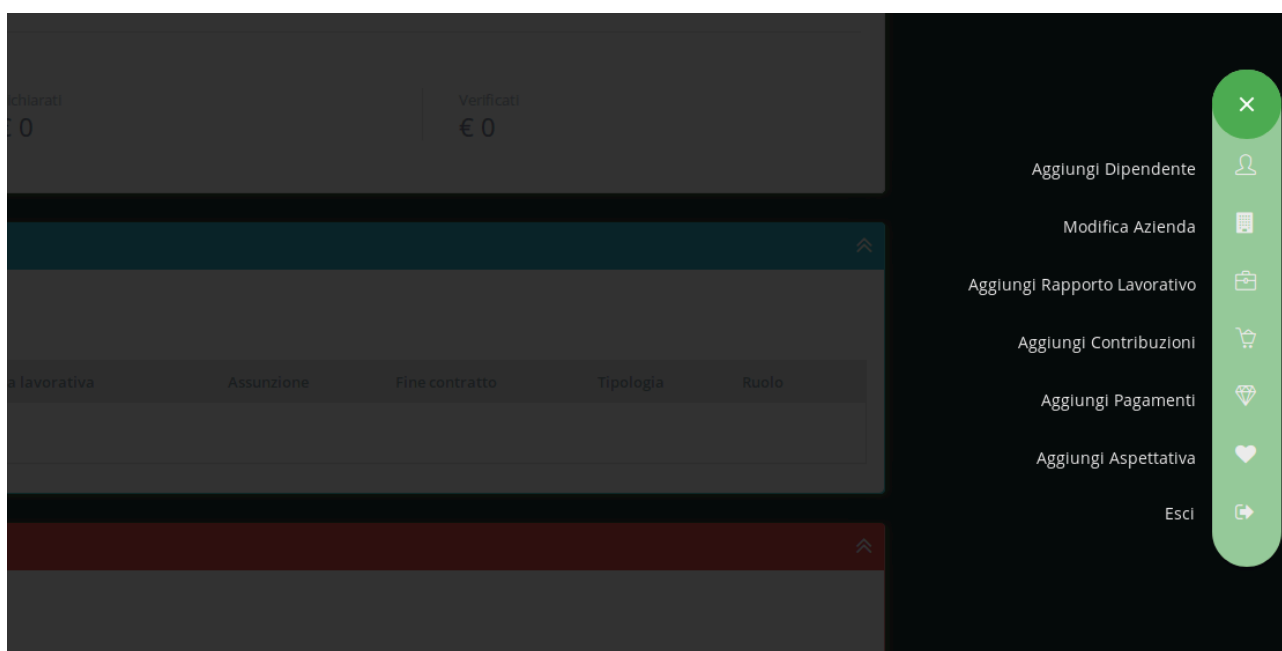 ichiarati
Verificati
€ 0
€ 0
Aggiungi Dipendente
Modifica Azienda
Aggiungi Rapporto Lavorativo
Aggiungi Contribuzioni
a lavorativa Assunzione Fine contratto Tipologia Ruolo
Aggiungi Pagamenti
Aggiungi Aspettativa
Esci